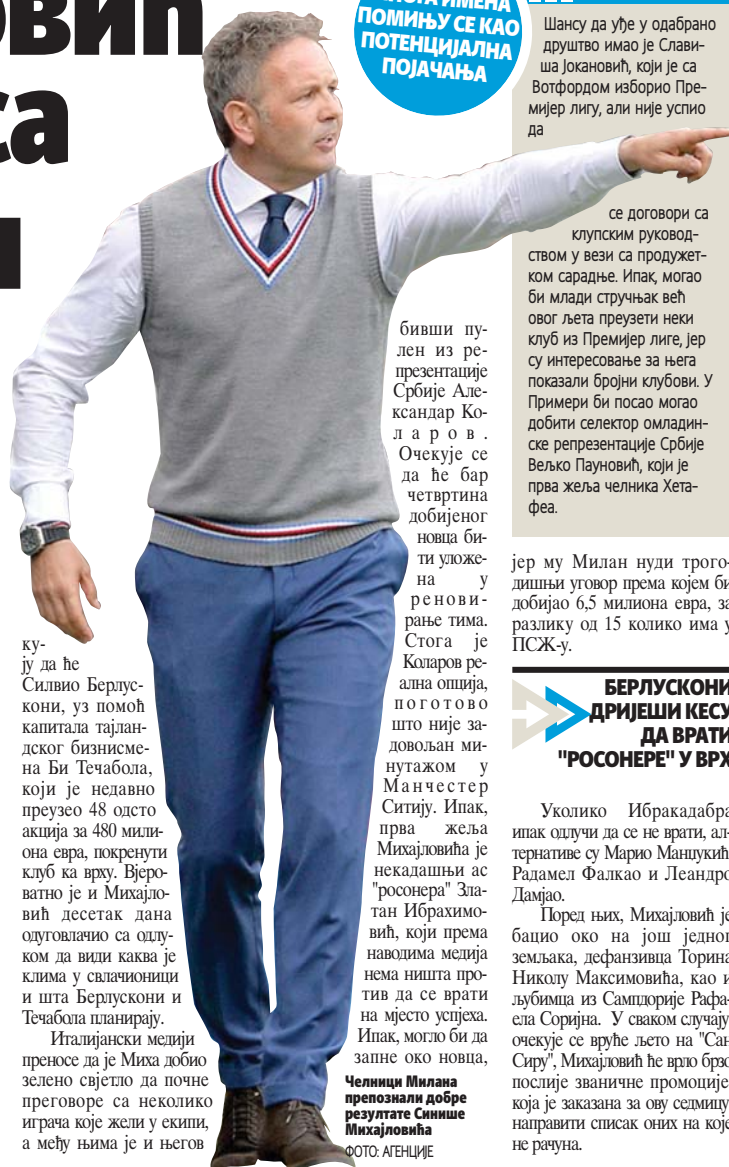 овић
са
и
ИМЕНА
ПОМИЊУ СЕ КАО
ПОТЕНЦИЈАЛНА
ПОЈАЧАЊА
ку-
ју да ће
Силвио Берлус-
кони, уз помоћ
капитала тајлан-
дског бизнисме-
на Би Течабола,
који је недавно
преузео 48 одсто
акција за 480 мили-
она евра, покренути
клуб ка врху. Вјеро-
ватно је и Михајло-
вић десетак дана
одуговлачио са одлу-
ком да види каква је
клима у свлачионици
и шта Берлускони и
Течабола планирају.
Италијански медији
преносе да је Миха добио
зелено свјетло да почне
преговоре са неколико
играча које жели у екипи,
а међу њима је и његов
бивши пу-
лен из ре-
презентације
Србије Але-
ксандар Ко-
ларов.
Очекује се
да ће бар
четвртина
добијеног
новца би-
ти уложе-
на у
ренови-
рање тима.
Стога је
Коларов ре-
ална опција,
поготово
што није за-
довољан ми-
нутажом у
Манчестер
Ситију. Ипак,
прва жеља
Михајловића је
некадашњи ас
"росонера" Зла-
тан Ибрахимо-
вић, који према
наводима медија
нема ништа про-
тив да се врати
на мјесто успјеха.
Ипак, могло би да
запне око новца,
Челници Милана
препознали добре
резултате Синише
Михајловића
ФОТО: АГЕНЦИЈЕ
Шансу да уђе у одабрано
друштво имао је Слави-
ша Јокановић, који је са
Вотфордом изборио Пре-
мијер лигу, али није успио
да
се договори са
клупским руковод-
ством у вези са продужет-
ком сарадње. Ипак, могао
би млади стручњак већ
овог љета преузети неки
клуб из Премијер лиге, јер
су интересовање за њега
показали бројни клубови. У
Примери би посао могао
добити селектор омладин-
ске репрезентације Србије
Вељко Пауновић, који је
прва жеља челника Хета-
феа.
јер му Милан нуди трого-
дишњи уговор према којем би
добијао 6,5 милиона евра, за
разлику од 15 колико има у
ПСЖ-у.
БЕРЛУСКОНИ
ДРИЈЕШИ КЕСУ
ДА ВРАТИ
"РОСОНЕРЕ" У ВРХ
Уколико Ибракадабра
ипак одлучи да се не врати, ал-
тернативе су Марио Манџукић,
Радамел Фалкао и Леандро
Дамјао.
Поред њих, Михајловић је
бацио око на још једног
земљака, дефанзивца Торина
Николу Максимовића, као и
љубимца из Сампдорије Рафа-
ела Соријна. У сваком случају,
очекује се вруће љето на "Сан
Сиру", Михајловић ће врло брзо
послије званичне промоције,
која је заказана за ову седмицу,
направити списак оних на које
не рачуна.